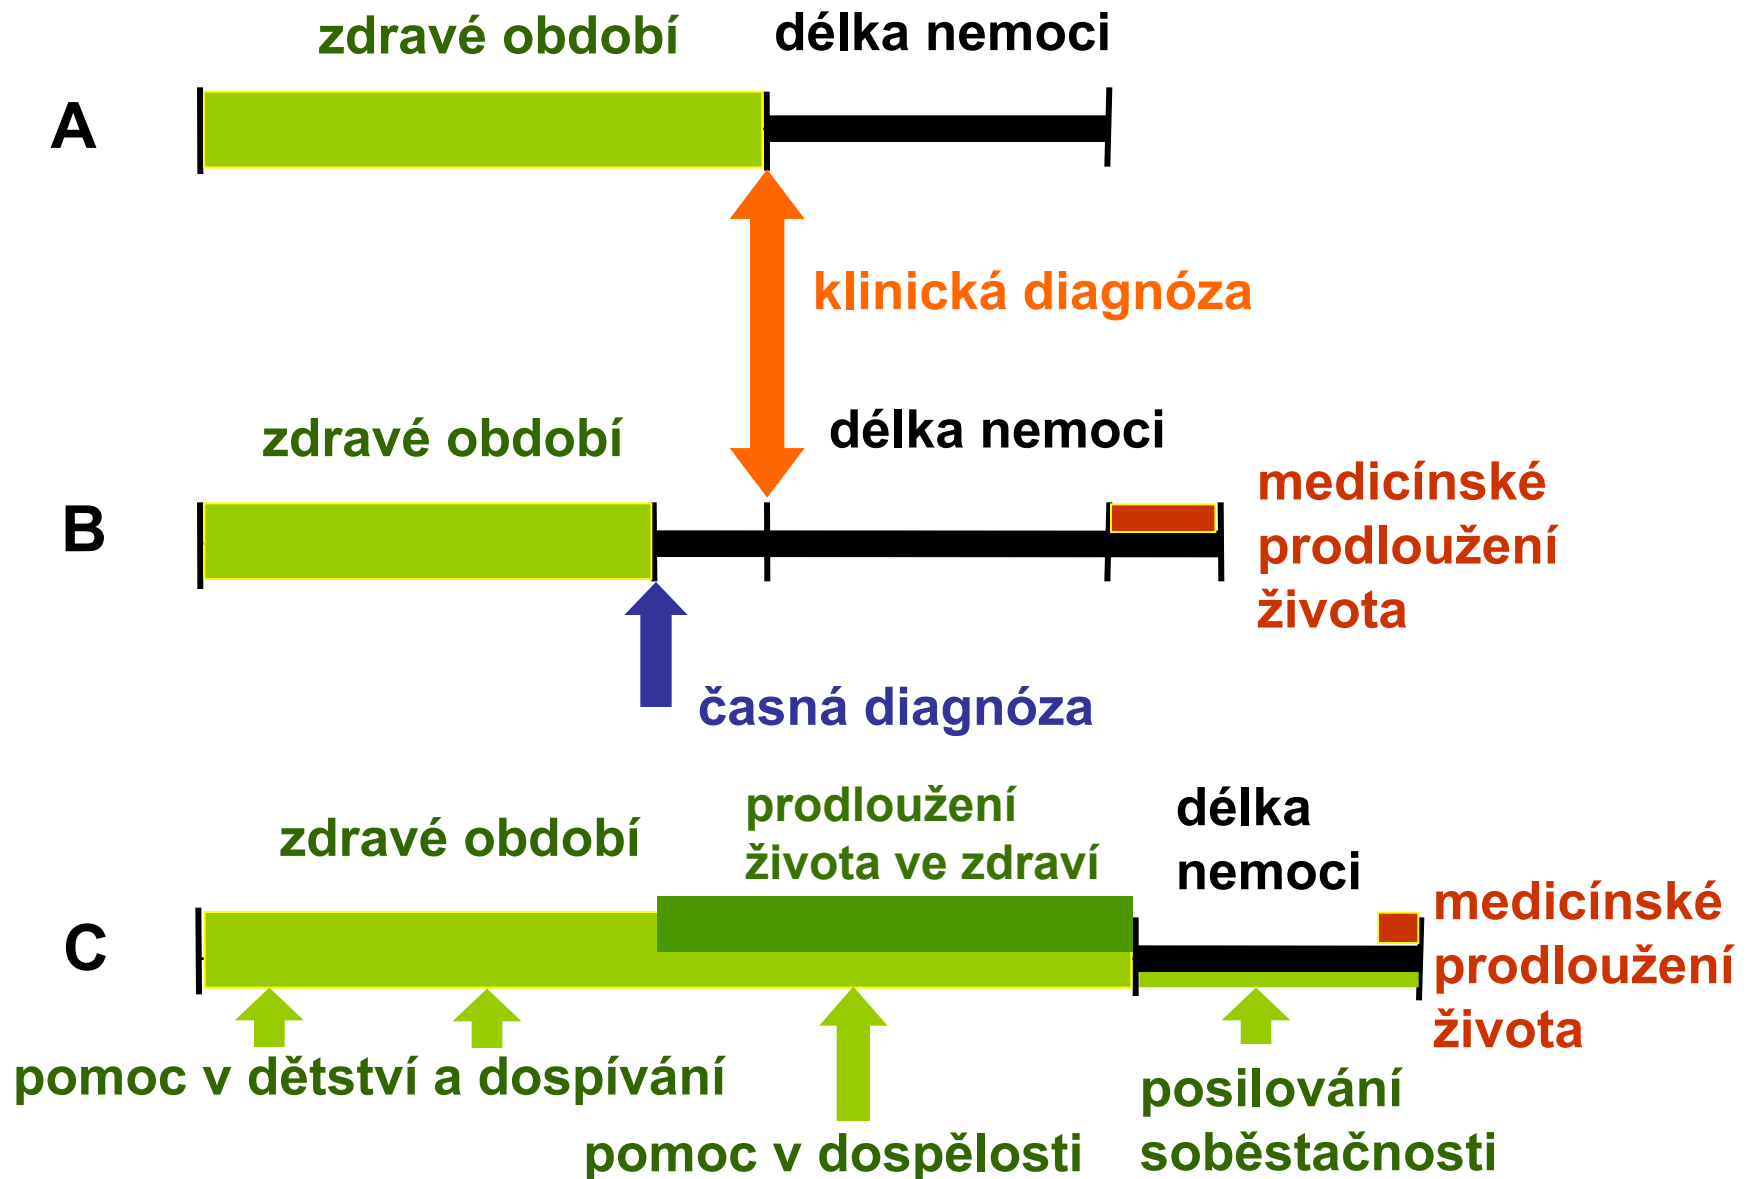 zdravé období
délka nemoci
A
klinická diagnóza
zdravé období
délka nemoci
B
medicínské
prodloužení
života
časná diagnóza
zdravé období
prodloužení
života ve zdraví
délka
nemoci
C
medicínské
prodloužení
života
pomoc v dětství a dospívání
pomoc v dospělosti
posilování
soběstačnosti